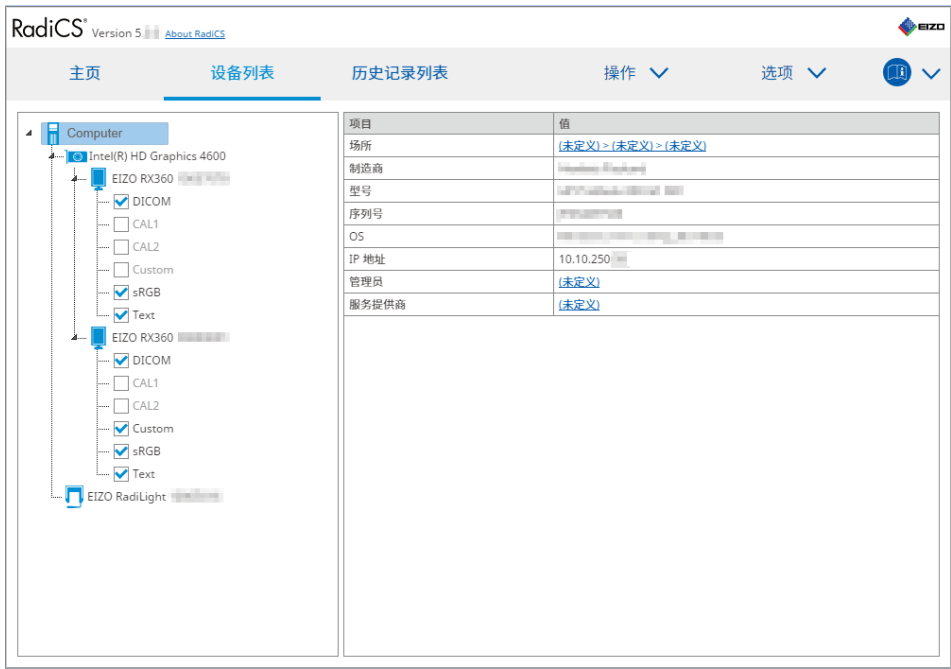 RadiCS® Version 5. About RadiCS
EIZO
主页 设备列表 历史记录列表 操作 选项
Computer
Intel(R) HD Graphics 4600
EIZO RX360
DICOM
CAL1
CAL2
Custom
sRGB
Text
EIZO RX360
DICOM
CAL1
CAL2
Custom
sRGB
Text
EIZO RadiLight
项目 值
场所 (未定义) > (未定义) > (未定义)
制造商
型号
序列号
OS
IP 地址 10.10.250
管理员 (未定义)
服务提供商 (未定义)